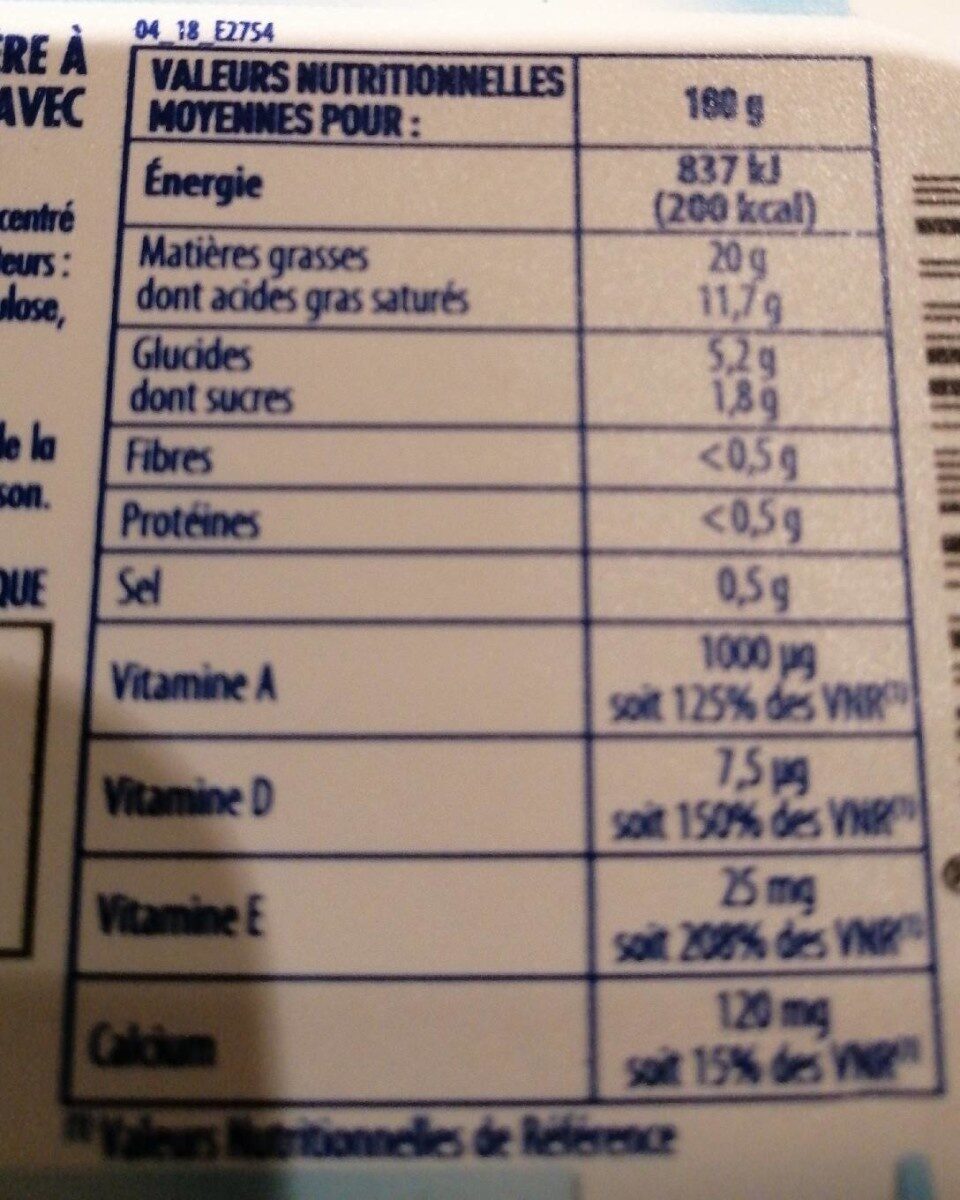 04_18_E2754
ÈRE À
AVEC
centré
leurs :
ulose,
de la
son.
QUE
VALEURS NUTRITIONNELLES
MOYENNES POUR :
100 g
Énergie
837 kJ
(200 kcal)
Matières grasses
20 g
dont acides gras saturés
11,7 g
Glucides
5,2 g
dont sucres
1,8 g
Fibres
<0,5 g
Protéines
<0,5 g
Sel
0,5 g
Vitamine A
1000 µg
soit 125% des VNR(1)
Vitamine D
7,5 µg
soit 150% des VNR(1)
Vitamine E
25 mg
soit 208% des VNR(1)
Calcium
120 mg
soit 15% des VNR(1)
(1) Valeurs Nutritionnelles de Référence